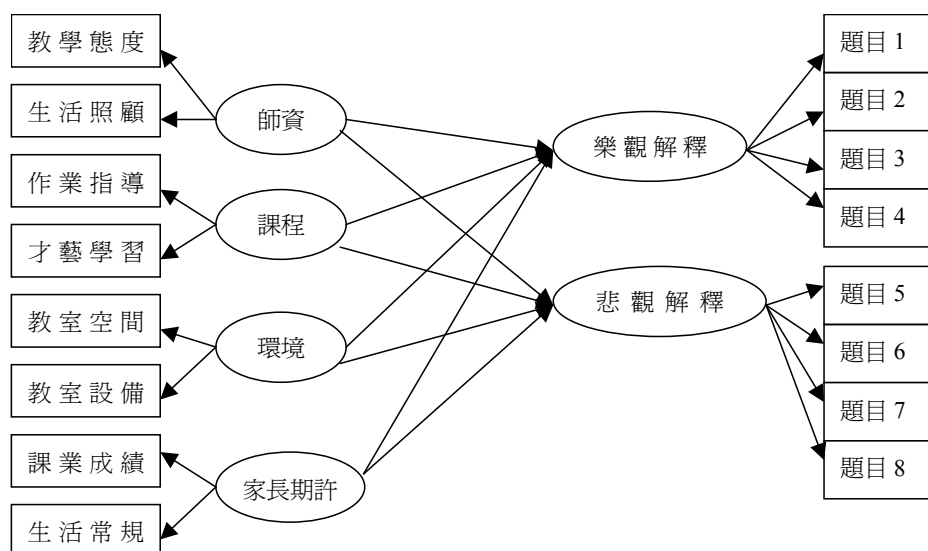 教學態度
生活照顧
作業指導
才藝學習
教室空間
教室設備
課業成績
生活常規
師資
課程
環境
家長期許
樂觀解釋
悲觀解釋
題目 1
題目 2
題目 3
題目 4
題目 5
題目 6
題目 7
題目 8